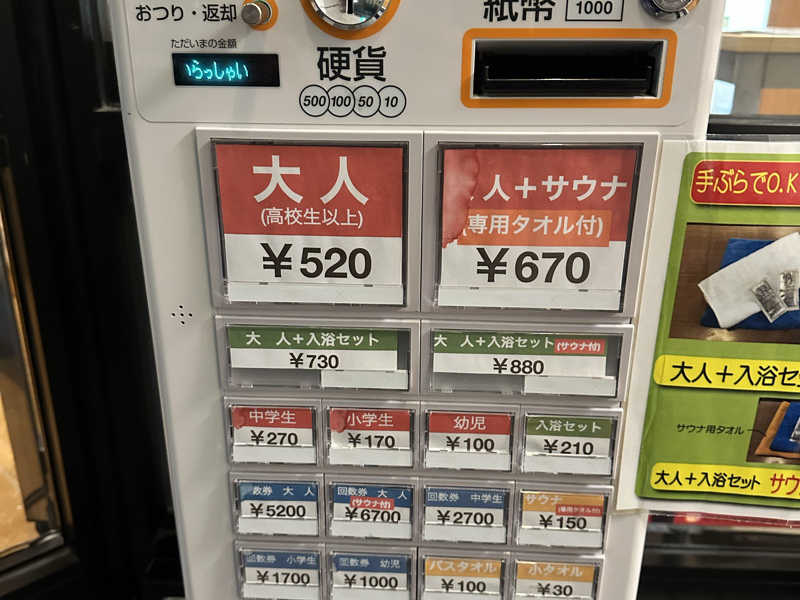 おつり・返却
紙幣 1000
ただいまの金額
いらっしゃい
硬貨
500 100 50 10
大人
(高校生以上)
¥520
人+サウナ
(専用タオル付)
¥670
手ぶらでO.K
大 人+入浴セット
¥730
大 人+入浴セット(サウナ付)
¥880
大人+入浴セ
中学生
¥270
小学生
¥170
幼児
¥100
入浴セット
¥210
サウナ用タオル
大人+入浴セット サウ
数券 大 人
¥5200
回数券 大 人
(サウナ付)
¥6700
回数券 中学生
¥2700
サウナ
(専用タオル付)
¥150
回数券 小学生
¥1700
回数券 幼児
¥1000
バスタオル
¥100
小タオル
¥30